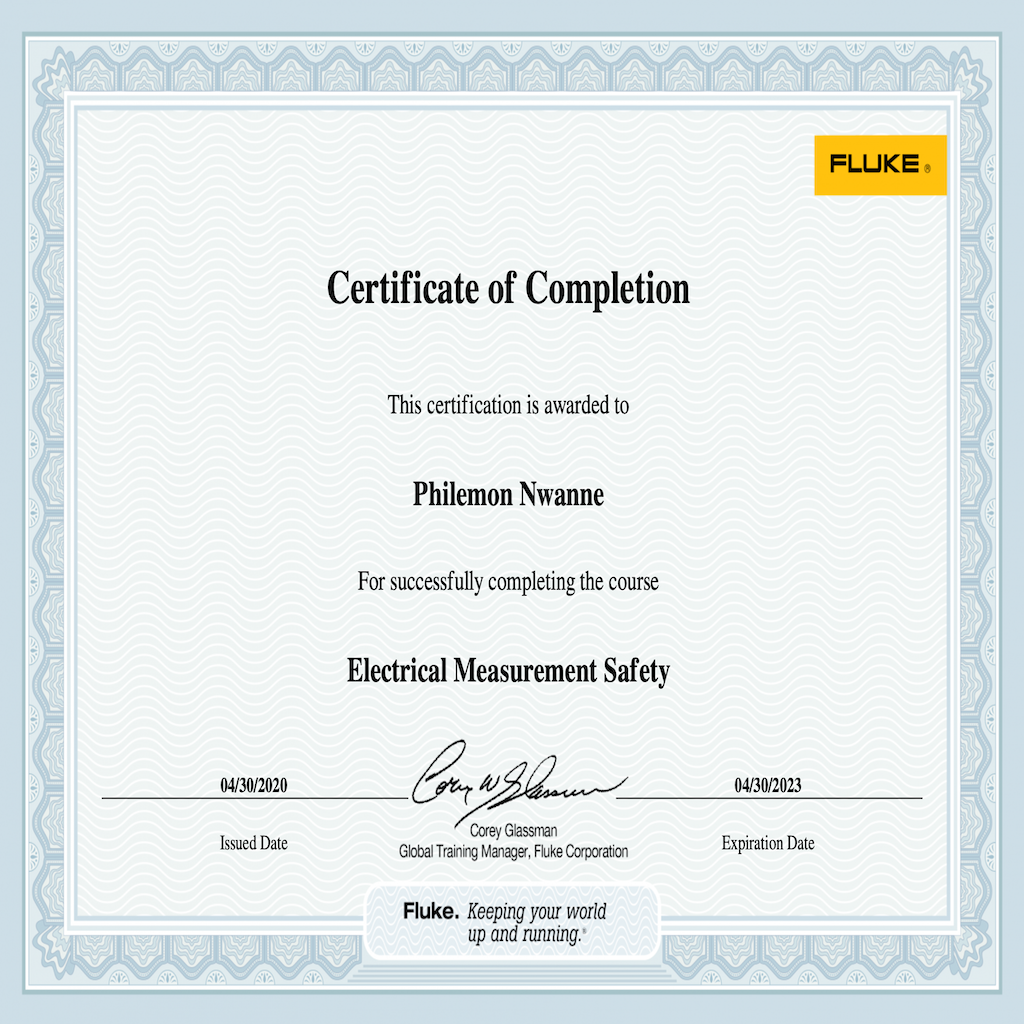 FLUKE ®
Certificate of Completion
This certification is awarded to
Philemon Nwanne
For successfully completing the course
Electrical Measurement Safety
04/30/2020
Corey W Glassman
04/30/2023
Issued Date
Corey Glassman
Global Training Manager, Fluke Corporation
Expiration Date
Fluke. Keeping your world
up and running.®